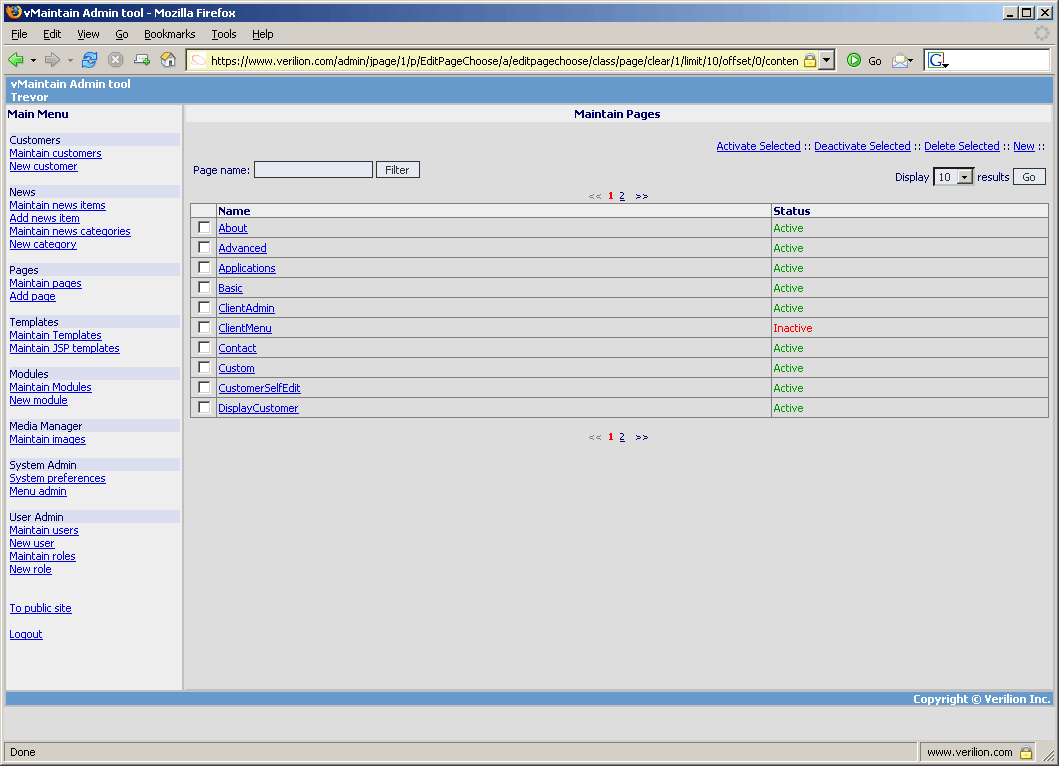 vMaintain Admin tool - Mozilla Firefox
File Edit View Go Bookmarks Tools Help
https://www.verilion.com/admin/jpage/1/p/EditPageChoose/a/editpagechoose/class/page/clear/1/limit/10/offset/0/conten Go G
vMaintain Admin tool
Trevor
Main Menu
Customers
Maintain customers
New customer
News
Maintain news items
Add news item
Maintain news categories
New category
Pages
Maintain pages
Add page
Templates
Maintain Templates
Maintain JSP templates
Modules
Maintain Modules
New module
Media Manager
Maintain images
System Admin
System preferences
Menu admin
User Admin
Maintain users
New user
Maintain roles
New role
To public site
Logout
Maintain Pages
Activate Selected :: Deactivate Selected :: Delete Selected :: New ::
Page name: Filter
Display 10 results Go
<< 1 2 >>
Name Status
About Active
Advanced Active
Applications Active
Basic Active
ClientAdmin Active
ClientMenu Inactive
Contact Active
Custom Active
CustomerSelfEdit Active
DisplayCustomer Active
<< 1 2 >>
Copyright © Verilion Inc.
Done www.verilion.com